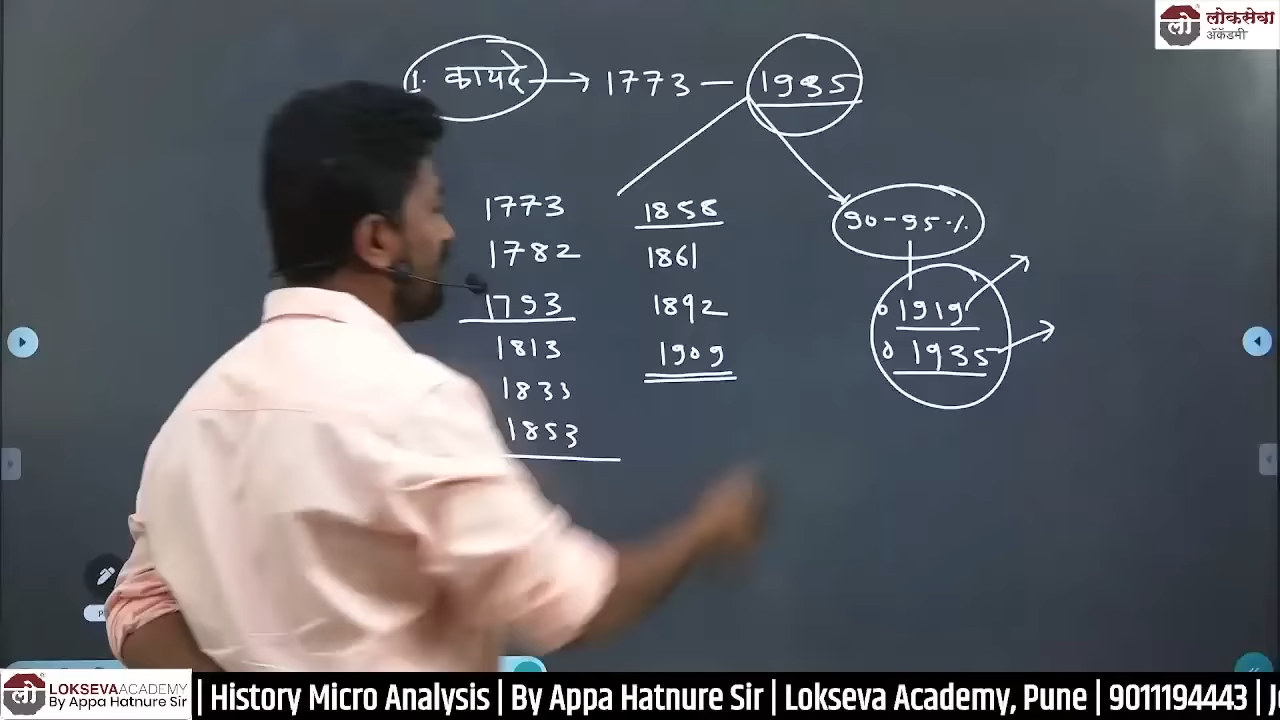 लो लोकसेवा
अ‍ॅकॅडमी
1. कायदे → 1773 — 1935
1773
1782
1793
1813
1833
1853
1858
1861
1892
1909
90-95.%
1919
1935
लो LOKSEVA ACADEMY
By Appa Hatnure Sir
| History Micro Analysis | By Appa Hatnure Sir | Lokseva Academy, Pune | 9011194443 |